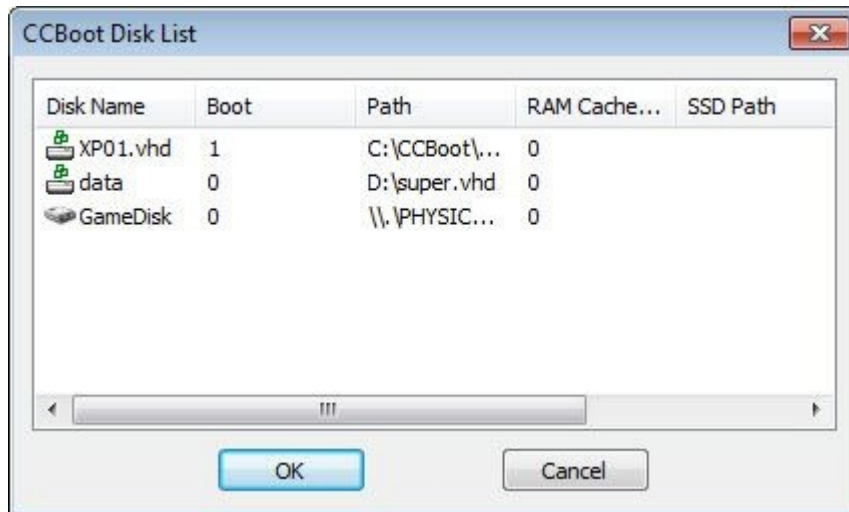 CCBoot Disk List
Disk Name Boot Path RAM Cache... SSD Path
XP01.vhd 1 C:\CCBoot\... 0
data 0 D:\super.vhd 0
GameDisk 0 \\.\PHYSIC... 0
OK Cancel